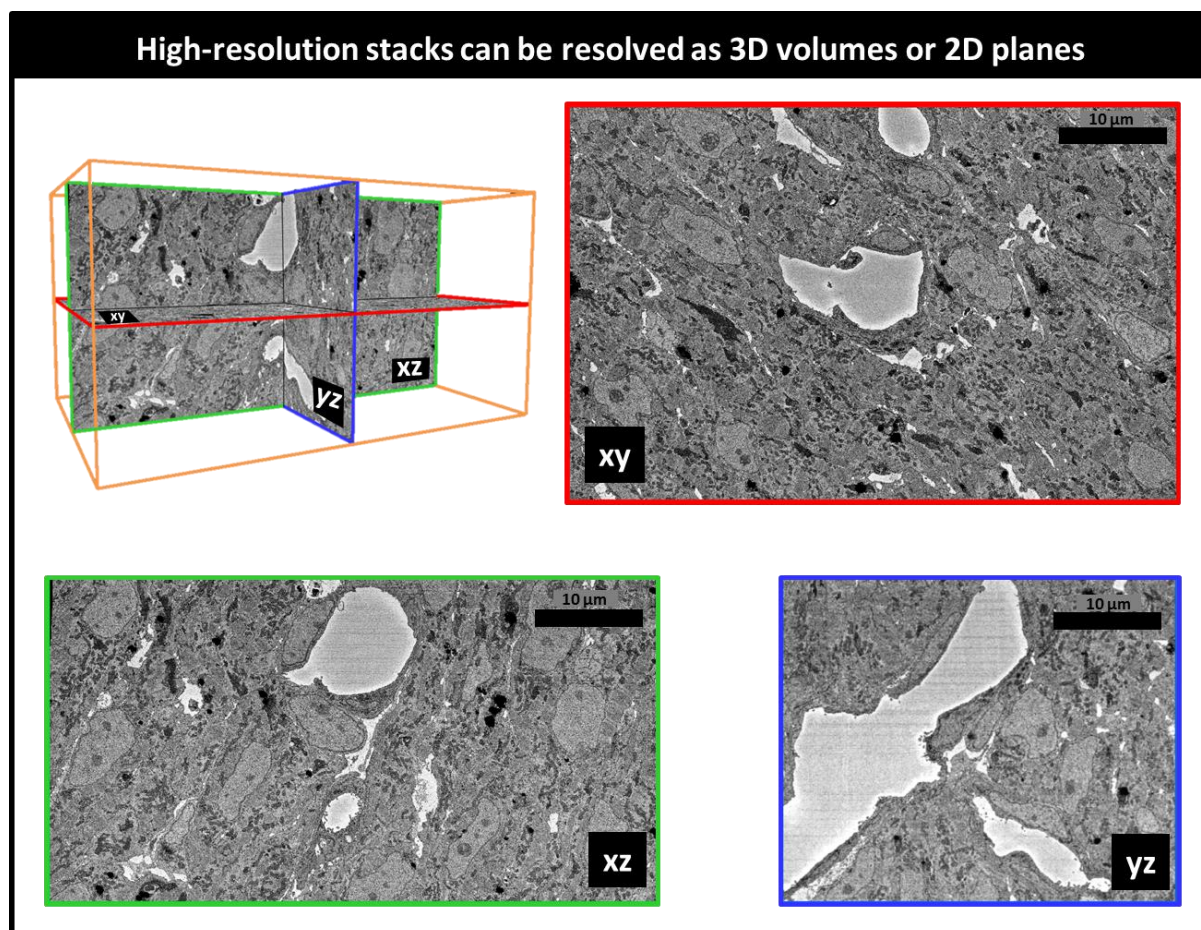 High-resolution stacks can be resolved as 3D volumes or 2D planes
10 µm
xy
yz
xz
xy
10 µm
xz
10 µm
yz